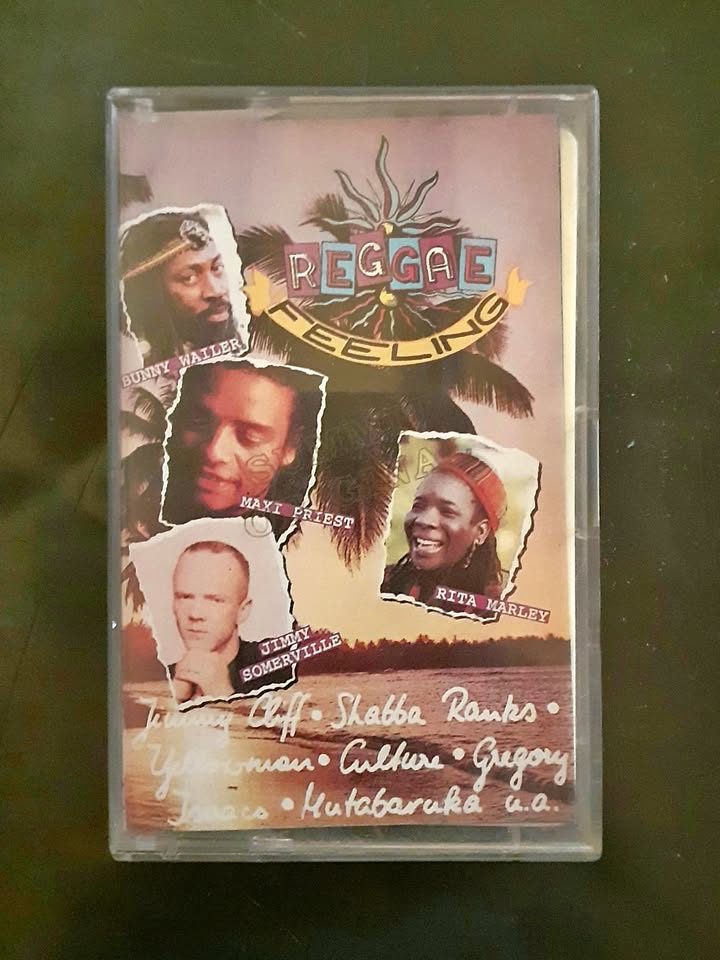 REGGAE
FEELING
BUNNY WAILER
MAXI PRIEST
RITA MARLEY
JIMMY
SOMERVILLE
Jimmy Cliff • Shabba Ranks •
Yellowman • Culture • Gregory
Isaacs • Mutabaruka u.a.